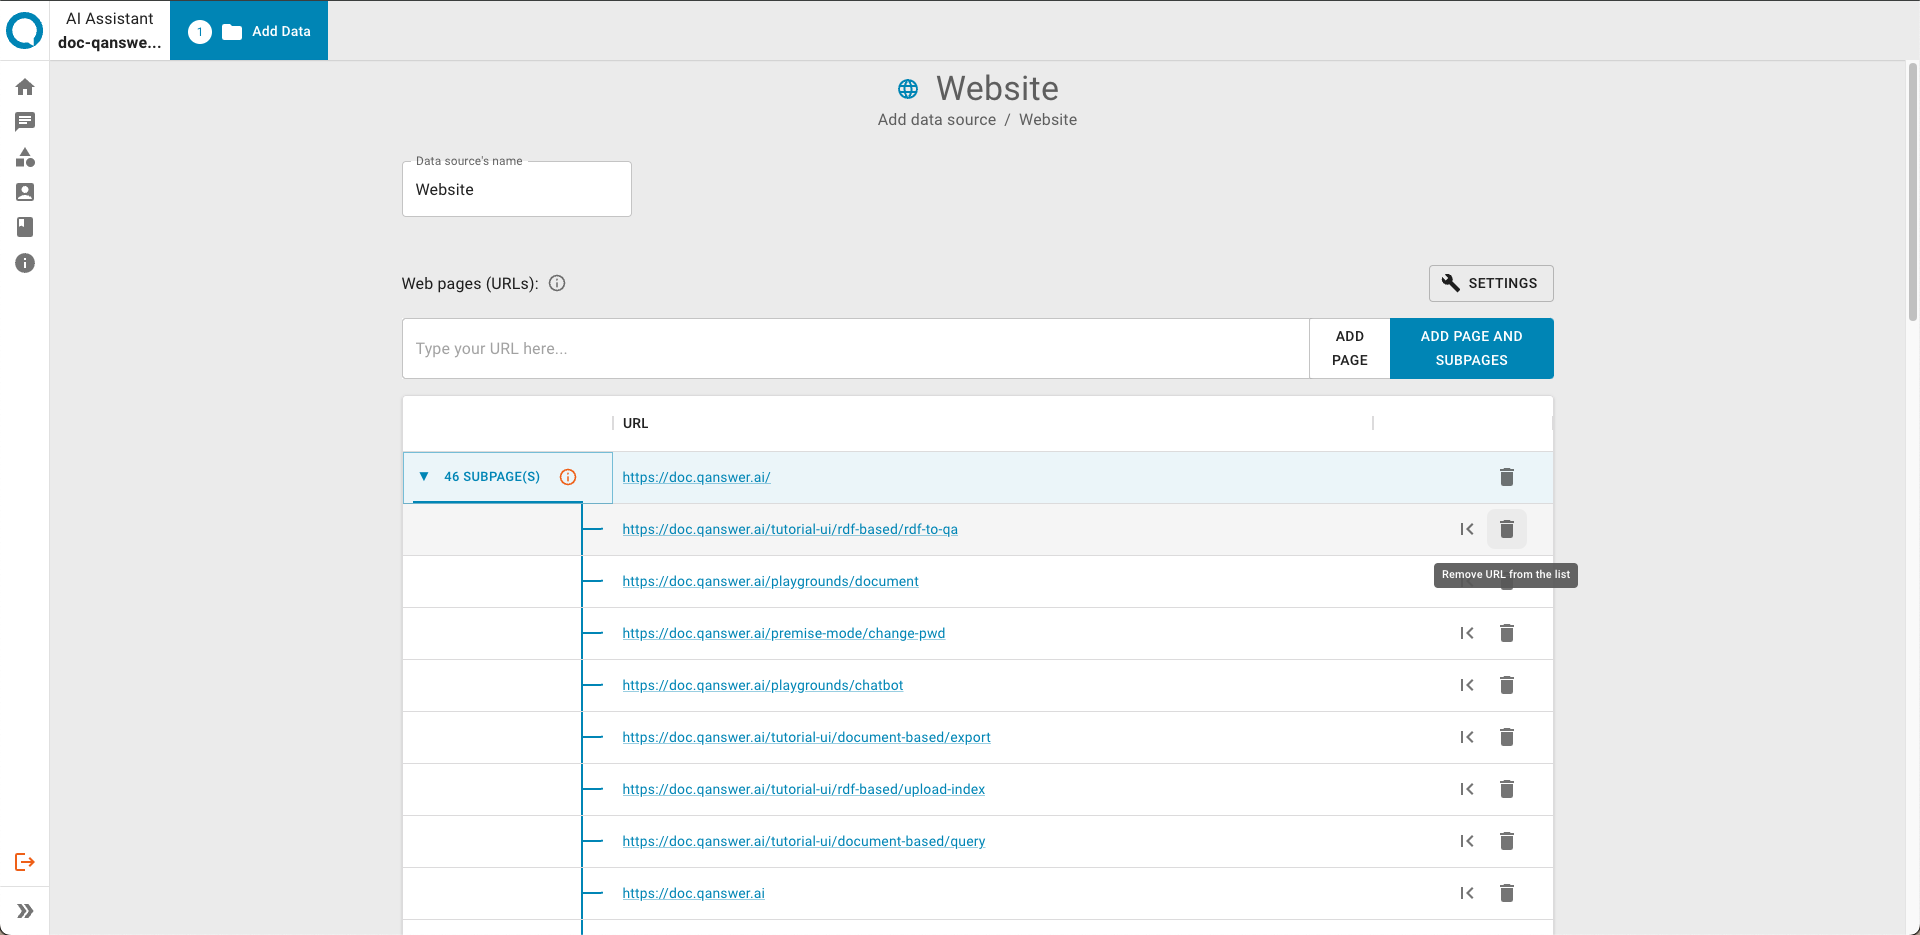 AI Assistant
doc-qanswe...
1 Add Data
Website
Add data source / Website
Data source's name
Website
Web pages (URLs):
SETTINGS
Type your URL here...
ADD PAGE
ADD PAGE AND SUBPAGES
URL
46 SUBPAGE(S) https://doc.qanswer.ai/
https://doc.qanswer.ai/tutorial-ui/rdf-based/rdf-to-qa
Remove URL from the list
https://doc.qanswer.ai/playgrounds/document
https://doc.qanswer.ai/premise-mode/change-pwd
https://doc.qanswer.ai/playgrounds/chatbot
https://doc.qanswer.ai/tutorial-ui/document-based/export
https://doc.qanswer.ai/tutorial-ui/rdf-based/upload-index
https://doc.qanswer.ai/tutorial-ui/document-based/query
https://doc.qanswer.ai